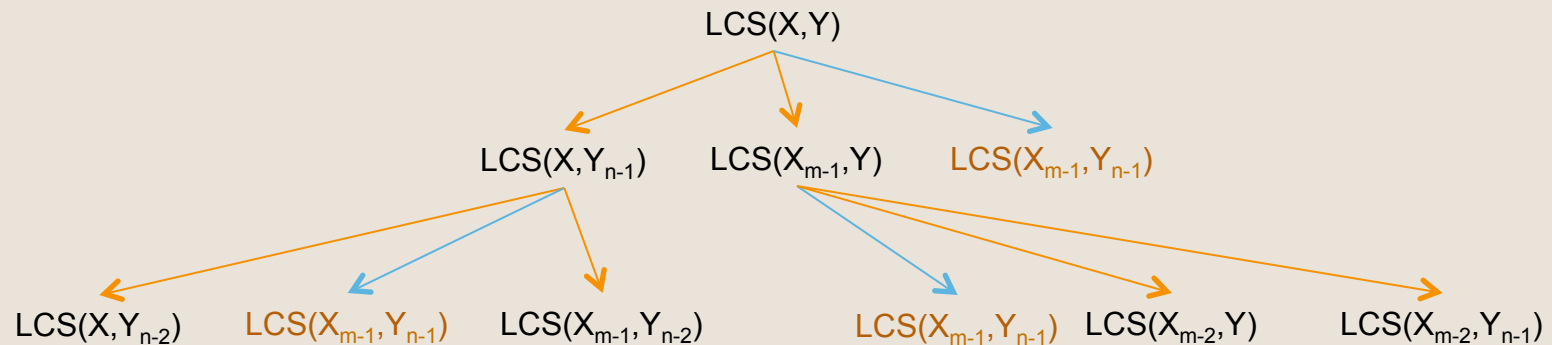 LCS(X,Y)
LCS(X,Yₙ₋₁) LCS(Xₘ₋₁,Y) LCS(Xₘ₋₁,Yₙ₋₁)
LCS(X,Yₙ₋₂) LCS(Xₘ₋₁,Yₙ₋₁) LCS(Xₘ₋₁,Yₙ₋₂) LCS(Xₘ₋₁,Yₙ₋₁) LCS(Xₘ₋₂,Y) LCS(Xₘ₋₂,Yₙ₋₁)